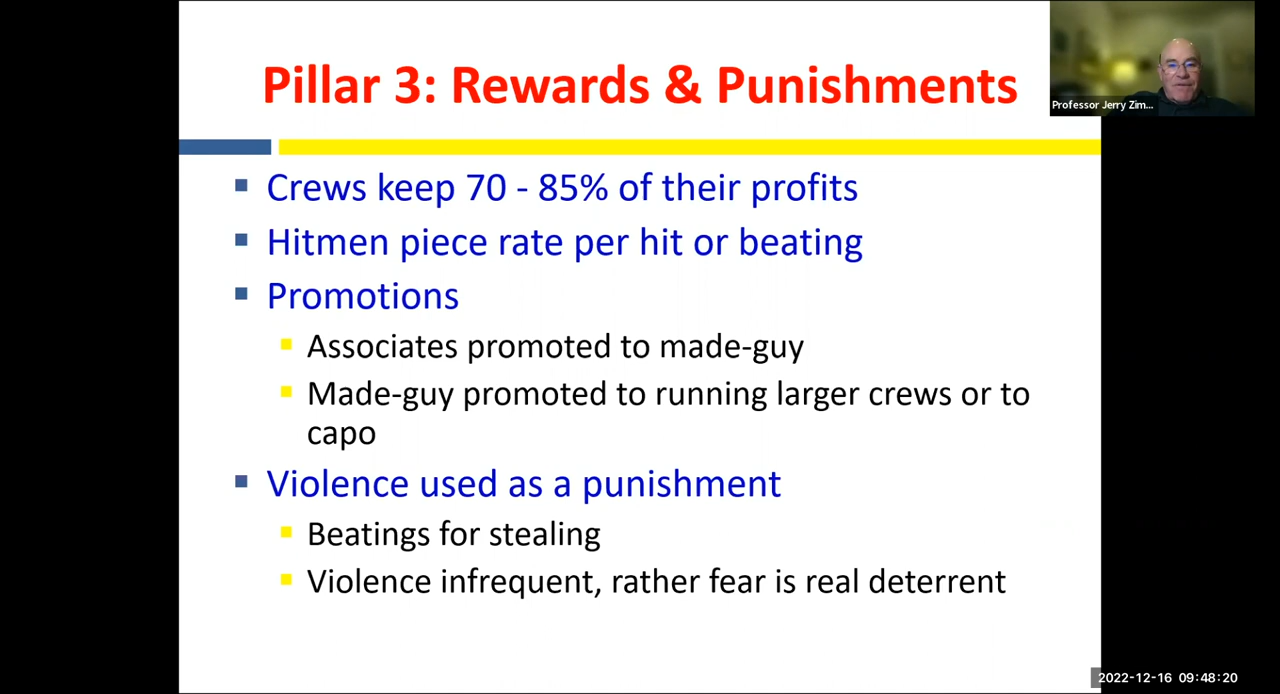 Pillar 3: Rewards & Punishments
Professor Jerry Zim...
Crews keep 70 - 85% of their profits
Hitmen piece rate per hit or beating
Promotions
Associates promoted to made-guy
Made-guy promoted to running larger crews or to
capo
Violence used as a punishment
Beatings for stealing
Violence infrequent, rather fear is real deterrent
2022-12-16 09:48:20